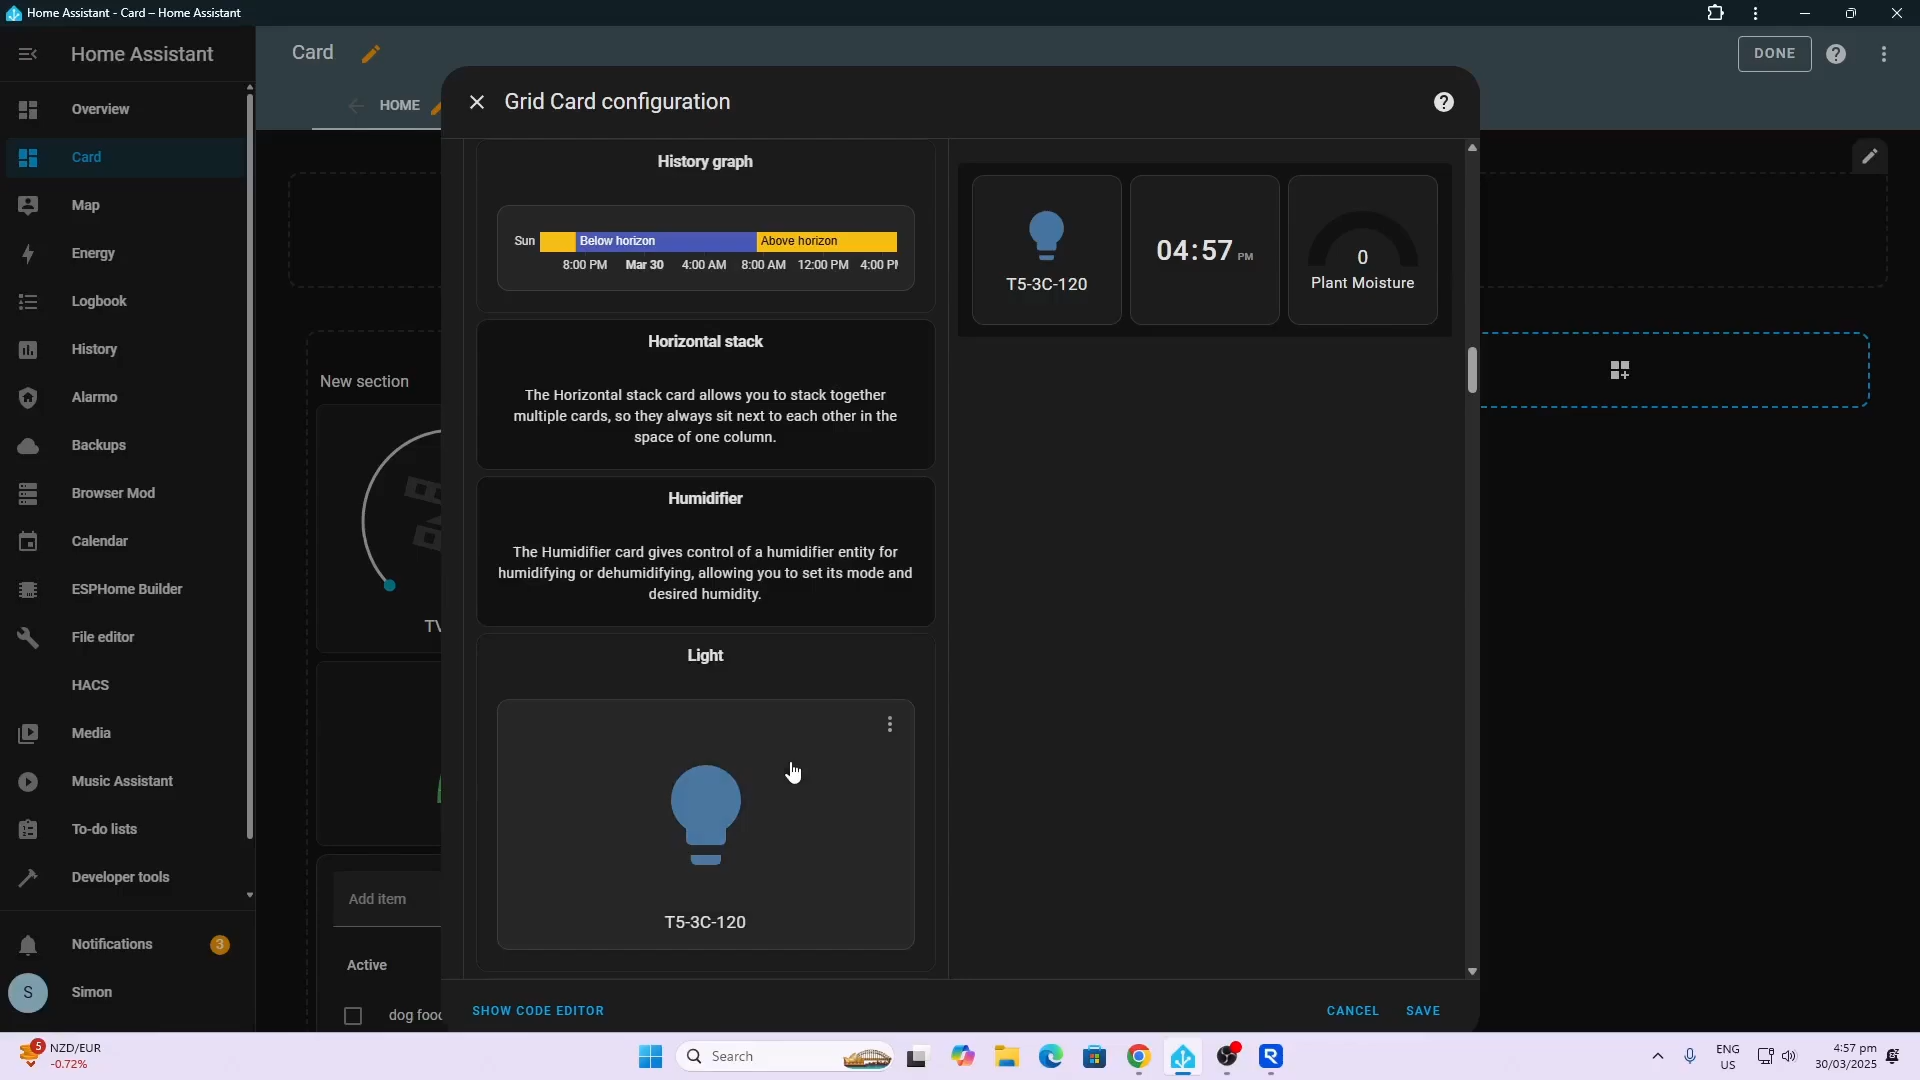 Home Assistant - Card – Home Assistant
Home Assistant
Card
DONE
HOME
Overview
Card
Map
Energy
Logbook
History
Alarmo
Backups
Browser Mod
Calendar
ESPHome Builder
File editor
HACS
Media
Music Assistant
To-do lists
Developer tools
Notifications
3
S
Simon
New section
TV
Add item
Active
dog food
Grid Card configuration
History graph
Sun
Below horizon
Above horizon
8:00 PM
Mar 30
4:00 AM
8:00 AM
12:00 PM
4:00 P
Horizontal stack
The Horizontal stack card allows you to stack together
multiple cards, so they always sit next to each other in the
space of one column.
Humidifier
The Humidifier card gives control of a humidifier entity for
humidifying or dehumidifying, allowing you to set its mode and
desired humidity.
Light
T5-3C-120
T5-3C-120
04:57 PM
0
Plant Moisture
SHOW CODE EDITOR
CANCEL
SAVE
5
NZD/EUR
-0.72%
Search
R
ENG
US
4:57 pm
30/03/2025